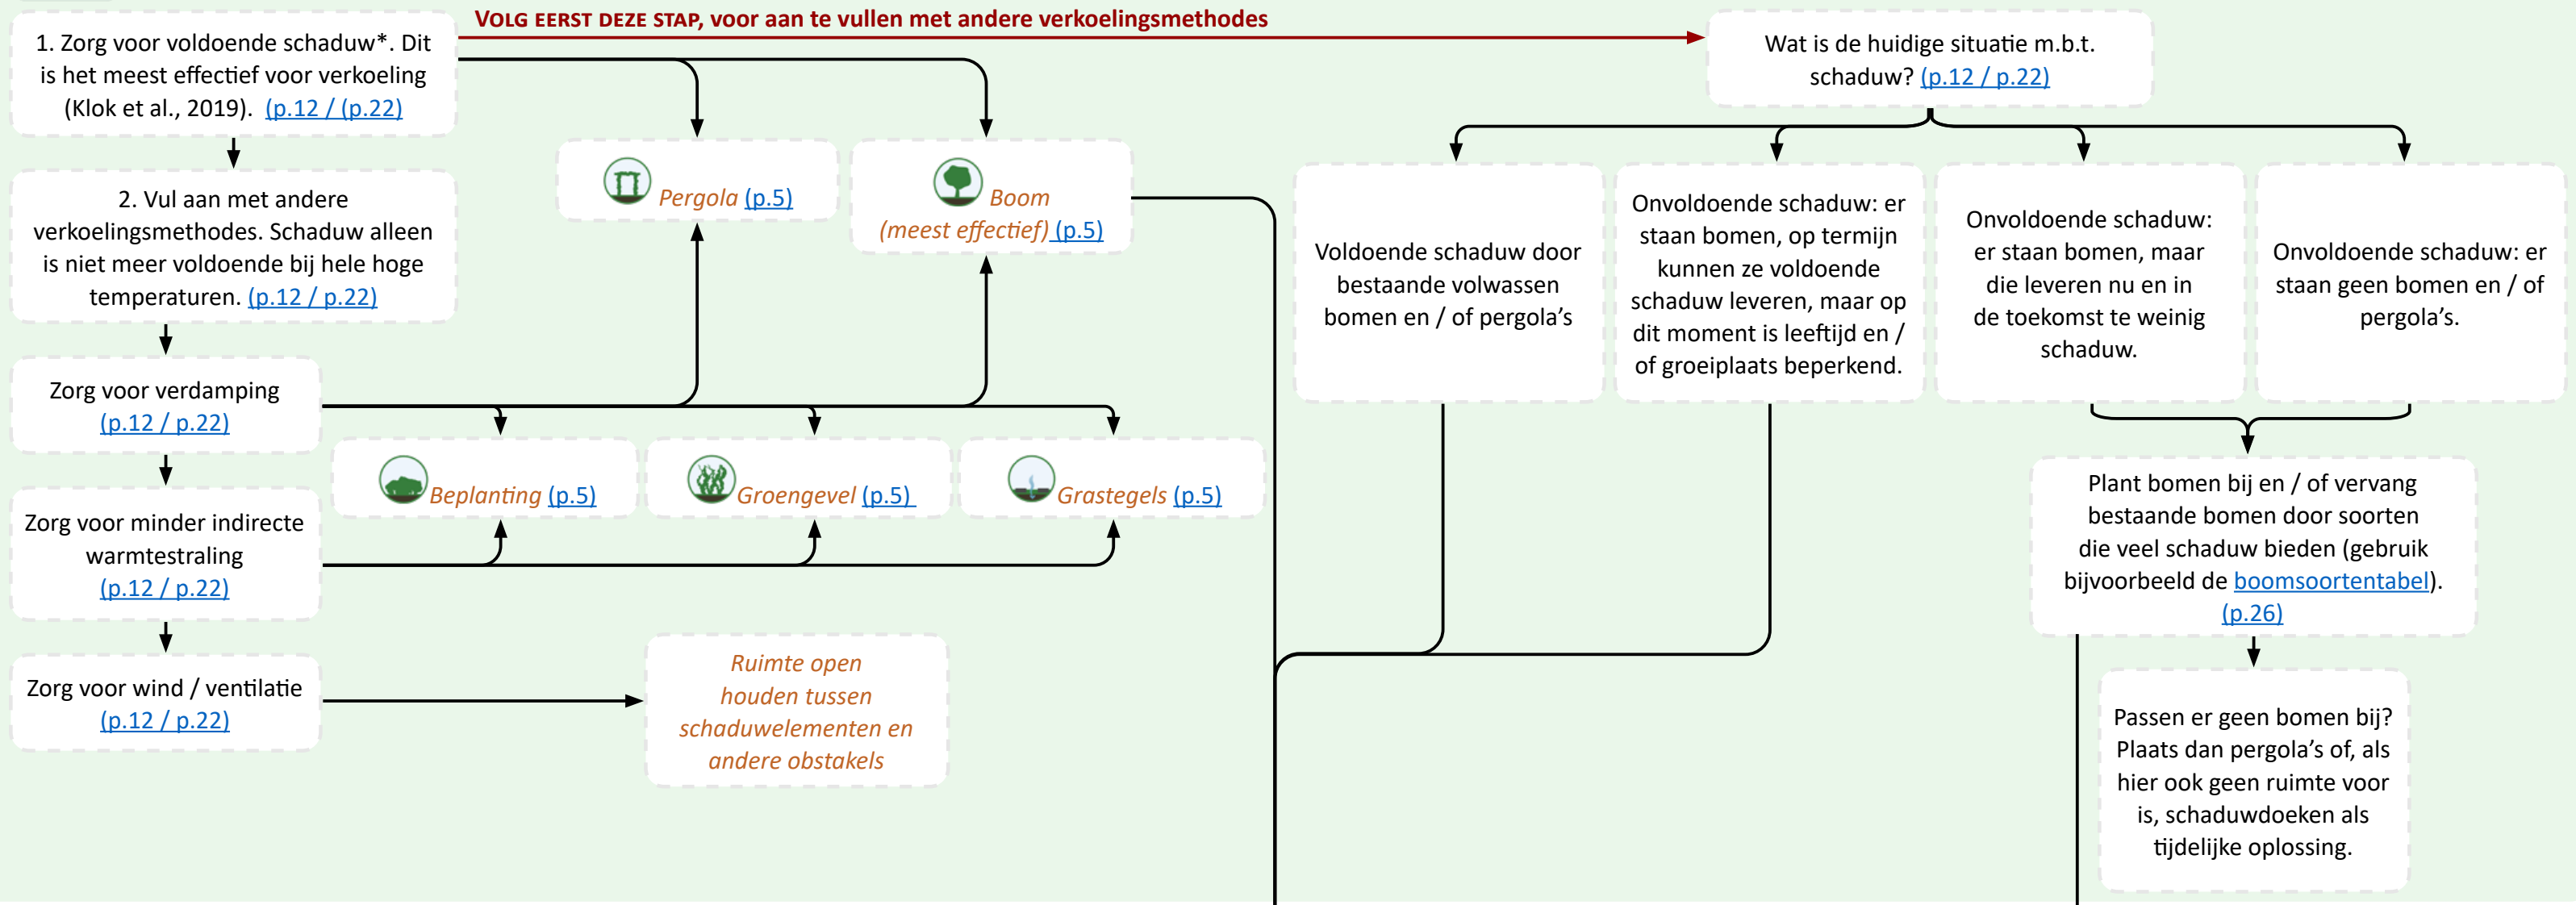 VOLG EERST DEZE STAP, VOOR AAN TE VULLEN MET ANDERE VERKOELINGSMETHODES
1. Zorg voor voldoende schaduw*. Dit
is het meest effectief voor verkoeling
(Klok et al., 2019). (p.12 / (p.22)
2. Vul aan met andere
verkoelingsmethodes. Schaduw alleen
is niet meer voldoende bij hele hoge
temperaturen. (p.12 / p.22)
Zorg voor verdamping
(p.12 / p.22)
Zorg voor minder indirecte
warmtestraling
(p.12 / p.22)
Zorg voor wind / ventilatie
(p.12 / p.22)
Pergola (p.5)
Boom
(meest effectief) (p.5)
Beplanting (p.5)
Groengevel (p.5)
Grastegels (p.5)
Ruimte open
houden tussen
schaduwelementen en
andere obstakels
Wat is de huidige situatie m.b.t.
schaduw? (p.12 / p.22)
Voldoende schaduw door
bestaande volwassen
bomen en / of pergola's
Onvoldoende schaduw: er
staan bomen, op termijn
kunnen ze voldoende
schaduw leveren, maar op
dit moment is leeftijd en /
of groeiplaats beperkend.
Onvoldoende schaduw:
er staan bomen, maar
die leveren nu en in
de toekomst te weinig
schaduw.
Onvoldoende schaduw: er
staan geen bomen en / of
pergola's.
Plant bomen bij en / of vervang
bestaande bomen door soorten
die veel schaduw bieden (gebruik
bijvoorbeeld de boomsoortentabel).
(p.26)
Passen er geen bomen bij?
Plaats dan pergola's of, als
hier ook geen ruimte voor
is, schaduwdoeken als
tijdelijke oplossing.